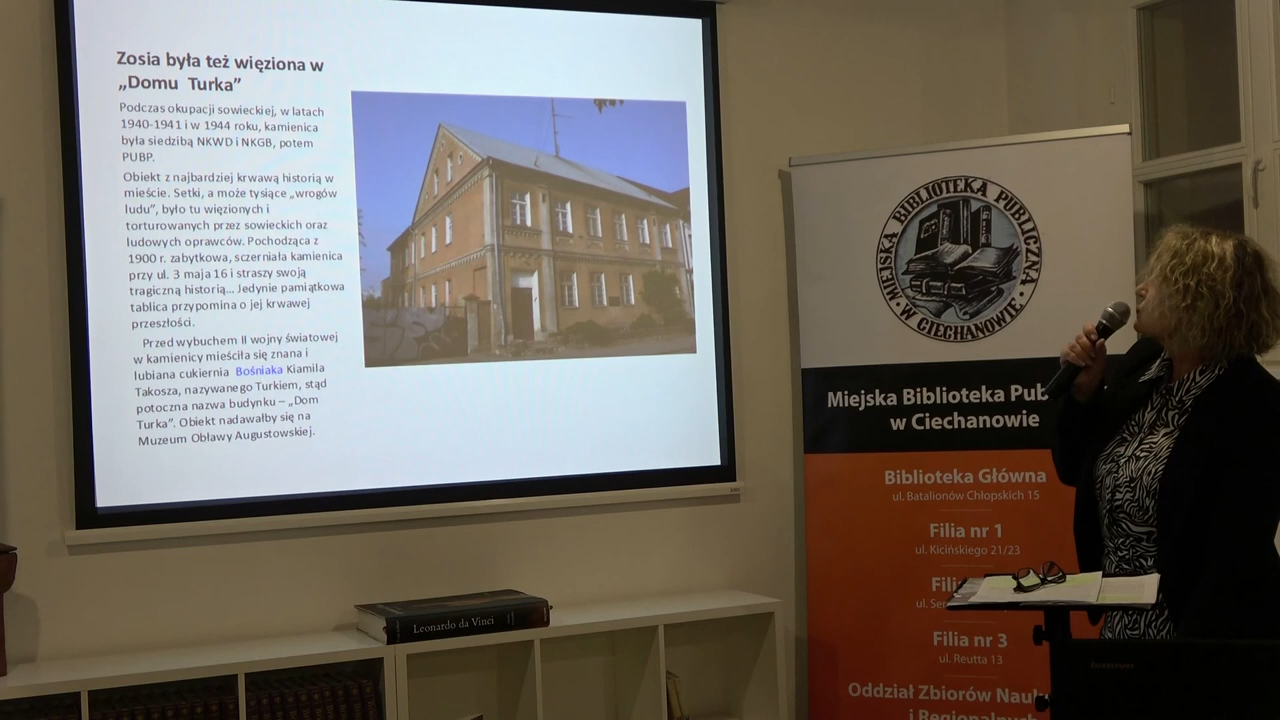 Zosia była też więziona w
„Domu Turka”
Podczas okupacji sowieckiej, w latach
1940-1941 i w 1944 roku, kamienica
była siedzibą NKWD i NKGB, potem
PUBP.
Obiekt z najbardziej krwawą historią w
mieście. Setki, a może tysiące „wrogów
ludu”, było tu więzionych i
torturowanych przez sowieckich oraz
ludowych oprawców. Pochodząca z
1900 r. zabytkowa, sczerniała kamienica
przy ul. 3 maja 16 i straszy swoją
tragiczną historią... Jedynie pamiątkowa
tablica przypomina o jej krwawej
przeszłości.
Przed wybuchem II wojny światowej
w kamienicy mieściła się znana i
lubiana cukiernia Bośniaka Kiamila
Takosza, nazywanego Turkiem, stąd
potoczna nazwa budynku – „Dom
Turka”. Obiekt nadawałby się na
Muzeum Obławy Augustowskiej.
MIEJSKA BIBLIOTEKA PUBLICZNA
• W CIECHANOWIE •
Miejska Biblioteka Pub
w Ciechanowie
Biblioteka Główna
ul. Batalionów Chłopskich 15
Filia nr 1
ul. Kicińskiego 21/23
Fili
ul. Ser
Filia nr 3
ul. Reutta 13
Oddział Zbiorów Nauk
i Regionalnych
Leonardo da Vinci